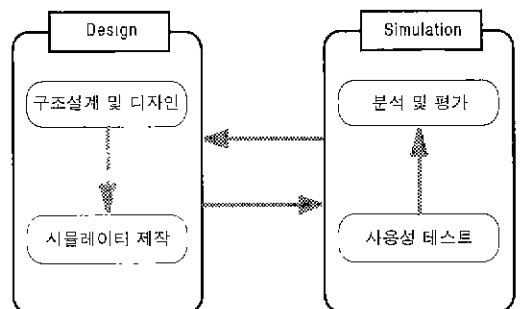 Design
구조설계 및 디자인
시뮬레이터 제작
Simulation
분석 및 평가
사용성 테스트